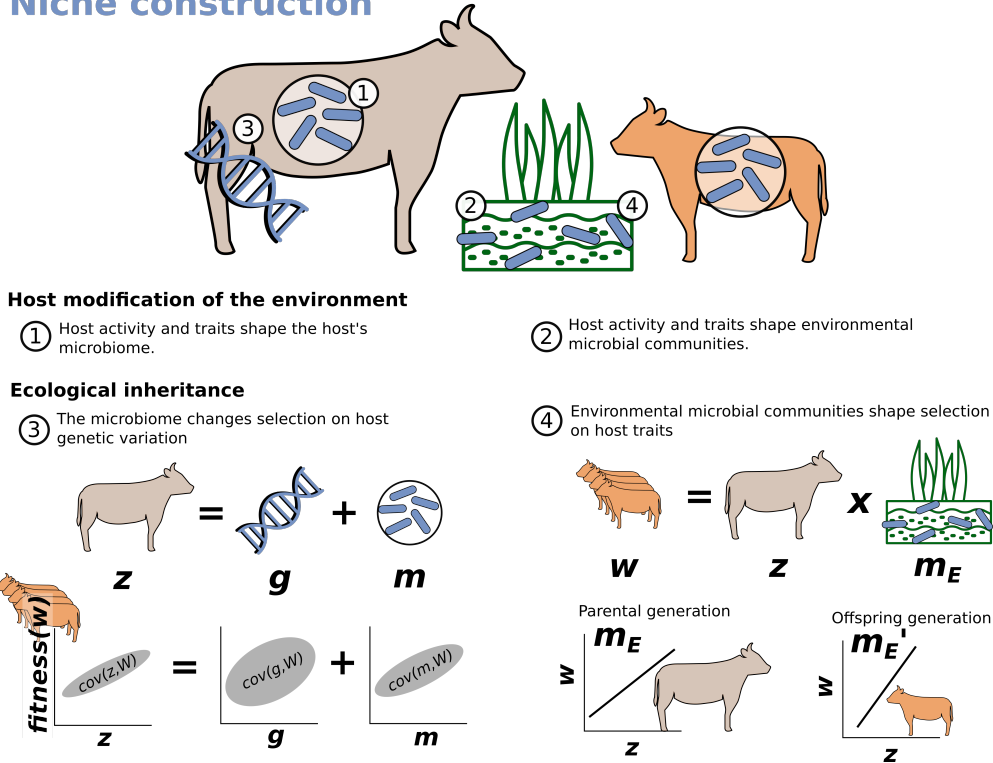 Niche construction
1
3
2
4
Host modification of the environment
1 Host activity and traits shape the host's
microbiome.
2 Host activity and traits shape environmental
microbial communities.
Ecological inheritance
3 The microbiome changes selection on host
genetic variation
4 Environmental microbial communities shape selection
on host traits
= +
z g m
= x
w z mE
fitness(w)
cov(z,W) = cov(g,W) + cov(m,W)
z g m
Parental generation
mE
w
z
Offspring generation
mE'
w
z